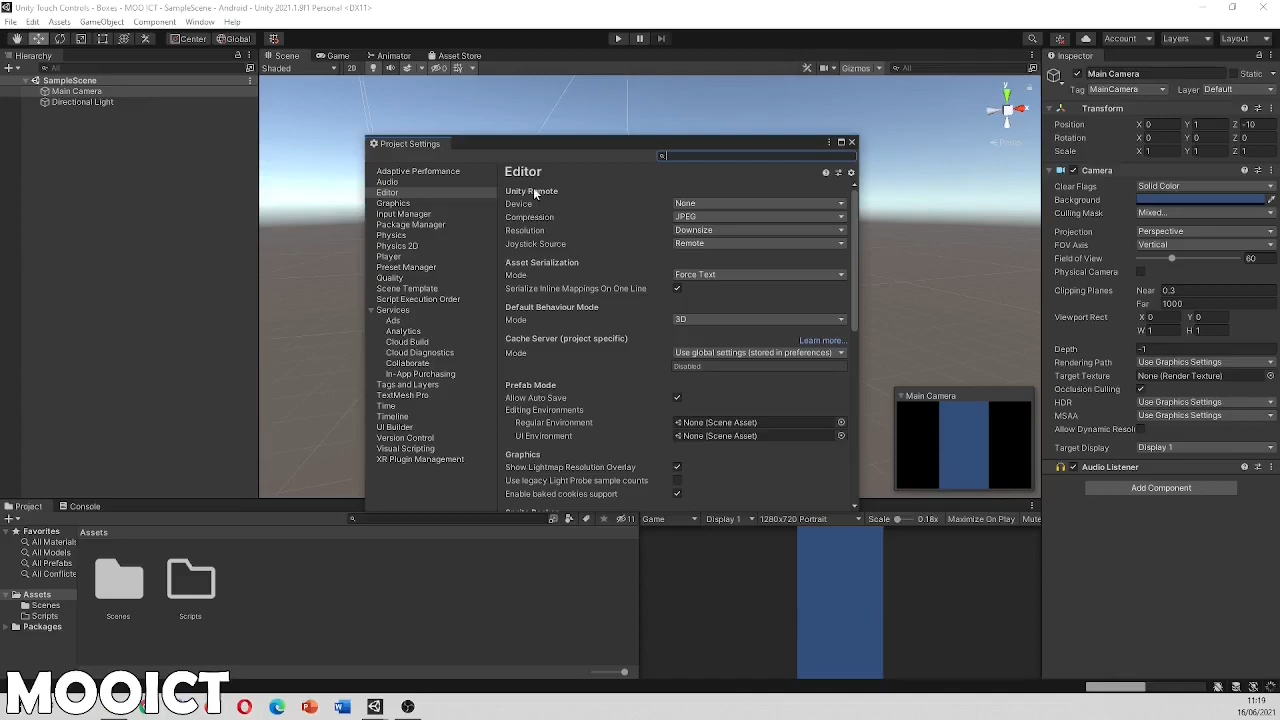 Unity Touch Controls - Boxes - MOO ICT - SampleScene - Android - Unity 2021.1.9f1 Personal <DX11>
File Edit Assets GameObject Component Window Help
Center Global Account Layers Layout
Hierarchy
All
SampleScene
Main Camera
Directional Light
Scene Game Animator Asset Store
Shaded 2D 0 Gizmos All
y
x
Persp
Project Settings
Adaptive Performance
Audio
Editor
Graphics
Input Manager
Package Manager
Physics
Physics 2D
Player
Preset Manager
Quality
Scene Template
Script Execution Order
Services
Ads
Analytics
Cloud Build
Cloud Diagnostics
Collaborate
In-App Purchasing
Tags and Layers
TextMesh Pro
Time
Timeline
UI Builder
Version Control
Visual Scripting
XR Plugin Management
Editor
Unity Remote
Device None
Compression JPEG
Resolution Downsize
Joystick Source Remote
Asset Serialization
Mode Force Text
Serialize Inline Mappings On One Line
Default Behaviour Mode
Mode 3D
Cache Server (project specific)
Learn more...
Mode Use global settings (stored in preferences)
Disabled
Prefab Mode
Allow Auto Save
Editing Environments
Regular Environment None (Scene Asset)
UI Environment None (Scene Asset)
Graphics
Show Lightmap Resolution Overlay
Use legacy Light Probe sample counts
Enable baked cookies support
Inspector
Main Camera Static
Tag MainCamera Layer Default
Transform
Position X 0 Y 1 Z -10
Rotation X 0 Y 0 Z 0
Scale X 1 Y 1 Z 1
Camera
Clear Flags Solid Color
Background
Culling Mask Mixed...
Projection Perspective
FOV Axis Vertical
Field of View 60
Physical Camera
Clipping Planes Near 0.3
Far 1000
Viewport Rect X 0 Y 0
W 1 H 1
Depth -1
Rendering Path Use Graphics Settings
Target Texture None (Render Texture)
Occlusion Culling
HDR Use Graphics Settings
MSAA Use Graphics Settings
Allow Dynamic Resol
Target Display Display 1
Audio Listener
Add Component
Main Camera
Project Console
11
Favorites
All Materials
All Models
All Prefabs
All Conflicte
Assets
Scenes
Scripts
Packages
Assets
Scenes Scripts
Game Display 1 1280x720 Portrait Scale 0.18x Maximize On Play Mute
MOOICT
11:19
16/06/2021